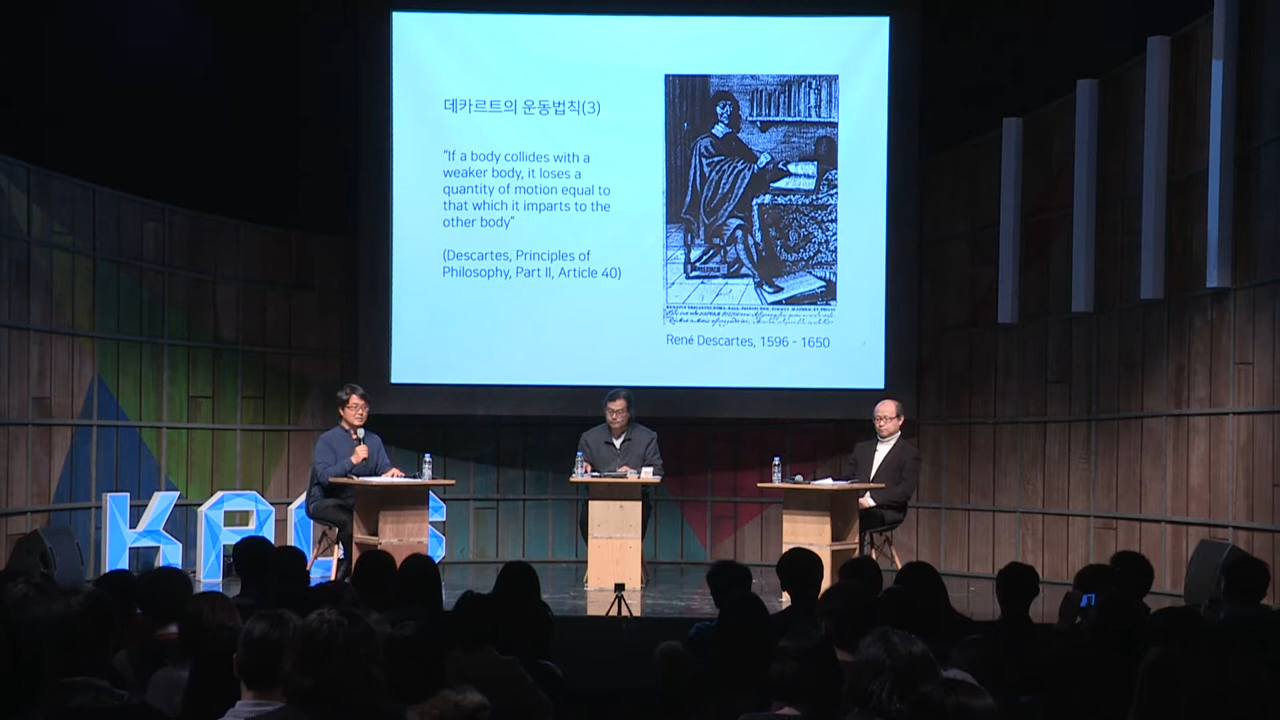 데카르트의 운동법칙(3)
“If a body collides with a
weaker body, it loses a
quantity of motion equal to
that which it imparts to the
other body”
(Descartes, Principles of
Philosophy, Part II, Article 40)
René Descartes, 1596 - 1650
KA